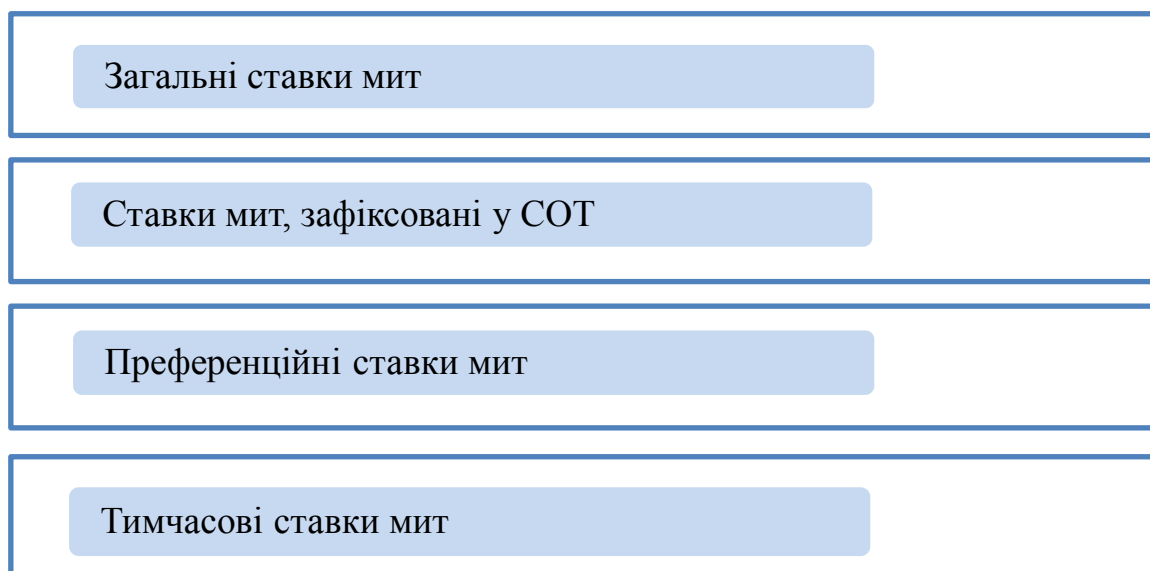 Загальні ставки мит
Ставки мит, зафіксовані у СОТ
Преференційні ставки мит
Тимчасові ставки мит